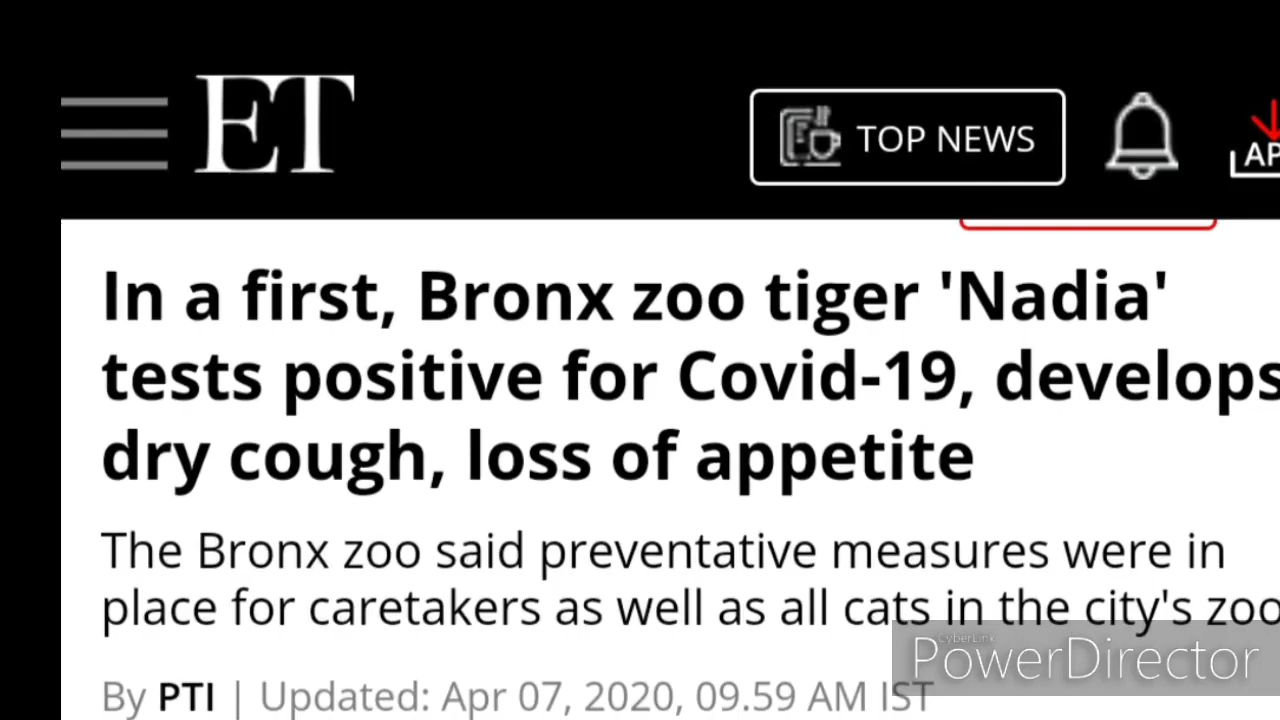 ET
TOP NEWS
In a first, Bronx zoo tiger 'Nadia'
tests positive for Covid-19, develops
dry cough, loss of appetite
The Bronx zoo said preventative measures were in
place for caretakers as well as all cats in the city's zoo
By PTI | Updated: Apr 07, 2020, 09.59 AM IST
CyberLink
PowerDirector